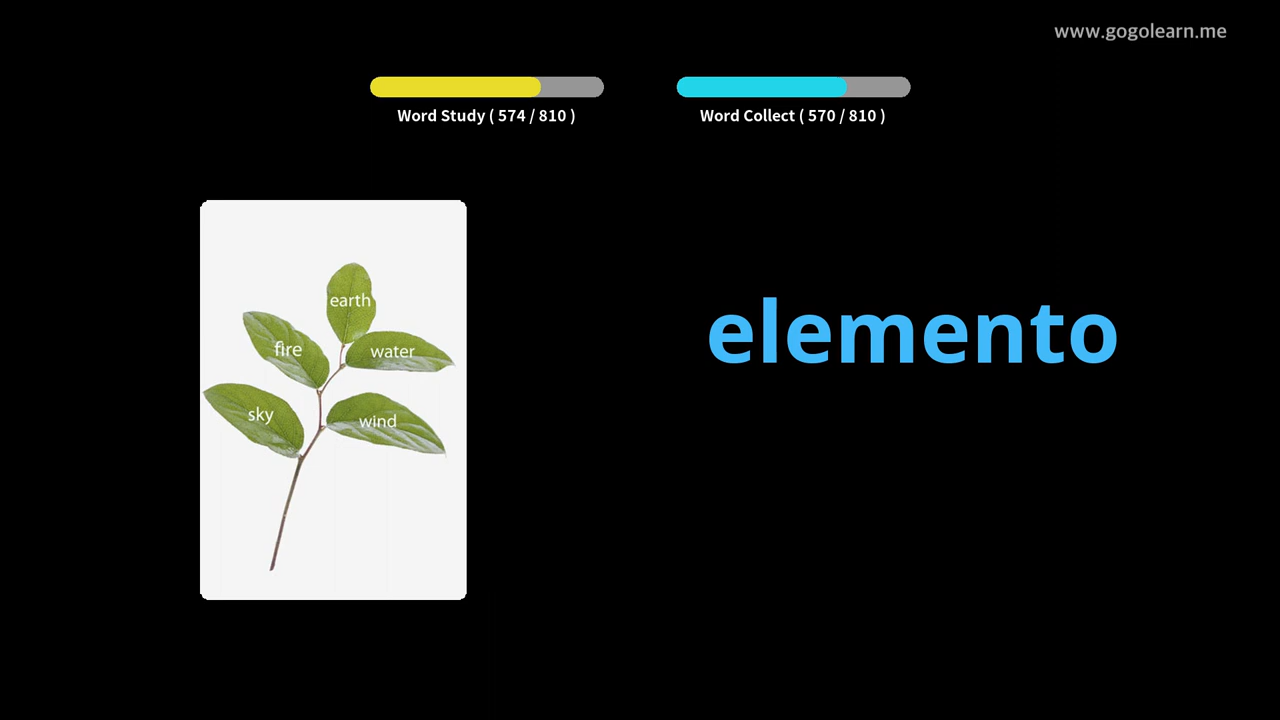 www.gogolearn.me
Word Study ( 574 / 810 )
Word Collect ( 570 / 810 )
earth
fire
water
sky
wind
elemento